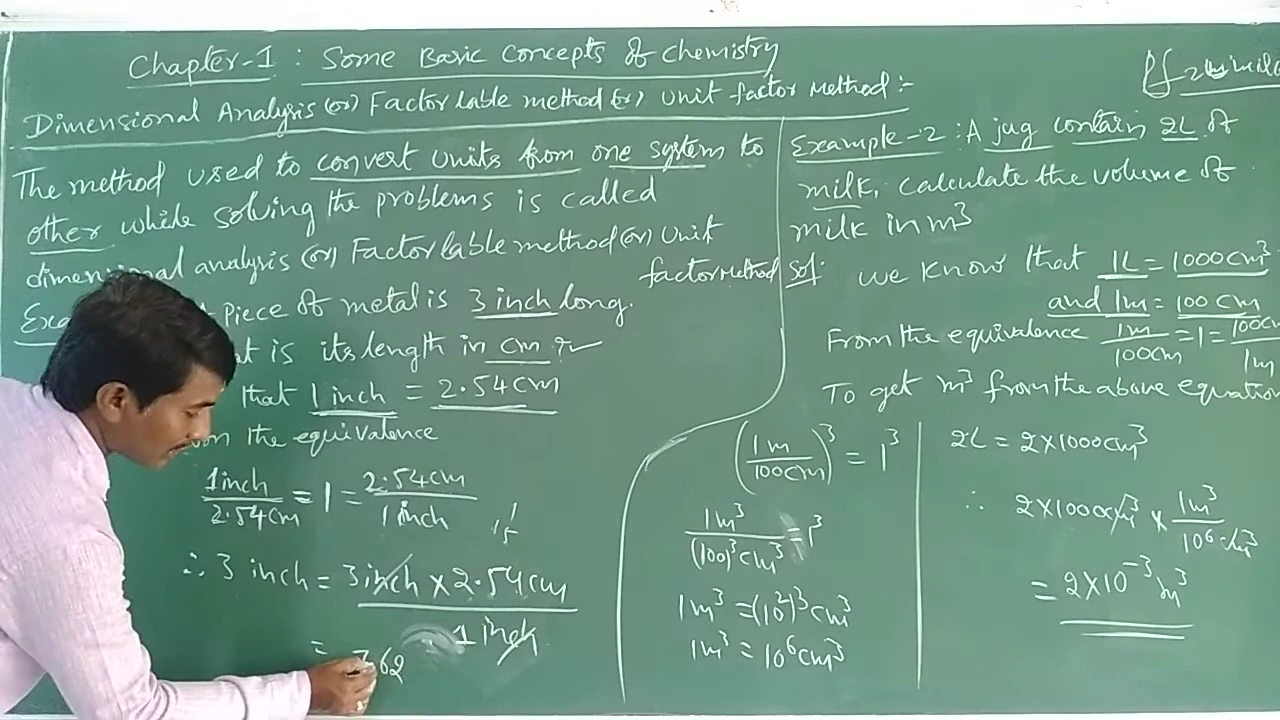 Chapter-1 : Some Basic Concepts of Chemistry
Dimensional Analysis (or) Factor lable method (or) Unit factor Method :-
The method used to convert units from one system to
other while solving the problems is called
dimensional analysis (or) Factor lable method (or) Unit
factor Method
piece of metal is 3 inch long.
is its length in cm ?
that 1 inch = 2.54 cm
the equivalence
1 inch / 2.54 cm = 1 = 2.54 cm / 1 inch
∴ 3 inch = 3 inch × 2.54 cm / 1 inch
=
Example-2 : A jug contain 2L of
milk. Calculate the volume of
milk in m³
Sol: We know that 1L = 1000 cm³
and 1m = 100 cm
From the equivalence 1m / 100cm = 1 = 100cm / 1m
To get m³ from the above equation
(1m / 100cm)³ = 1³
1m³ / (100)³ cm³ = 1³
1m³ = (10²)³ cm³
1m³ = 10⁶ cm³
2L = 2×1000 cm³
∴ 2×1000 cm³ × 1m³ / 10⁶ cm³
= 2×10⁻³ m³